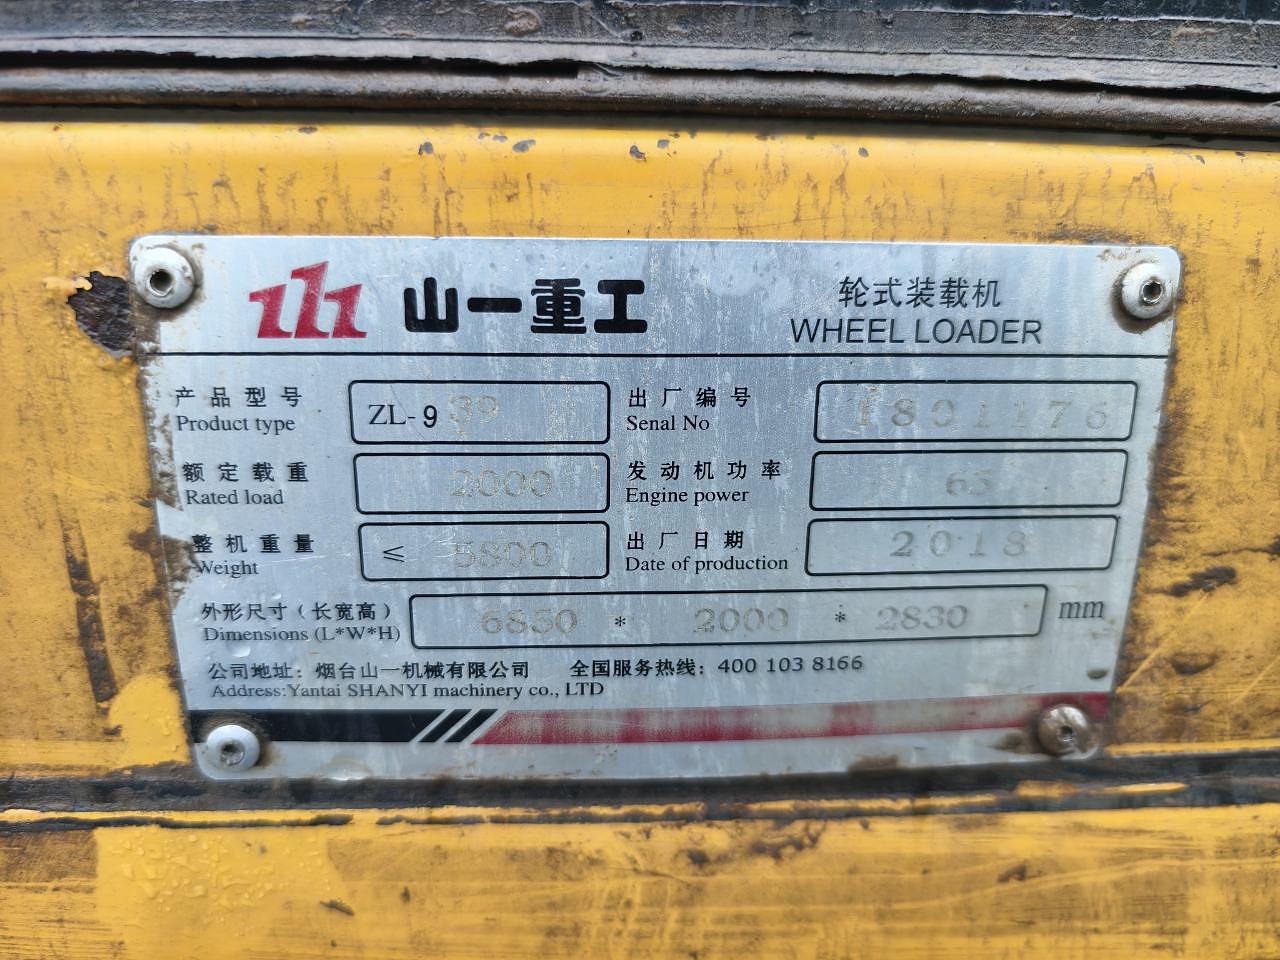 山一重工
轮式装载机
WHEEL LOADER
产品型号 ZL-939 出厂编号 1801176
Product type Senal No
额定载重 2000 发动机功率 65
Rated load Engine power
整机重量 ≤ 5800 出厂日期 2018
Weight Date of production
外形尺寸（长宽高） 6850 * 2000 * 2830 mm
Dimensions (L*W*H)
公司地址：烟台山一机械有限公司 全国服务热线：400 103 8166
Address:Yantai SHANYI machinery co., LTD